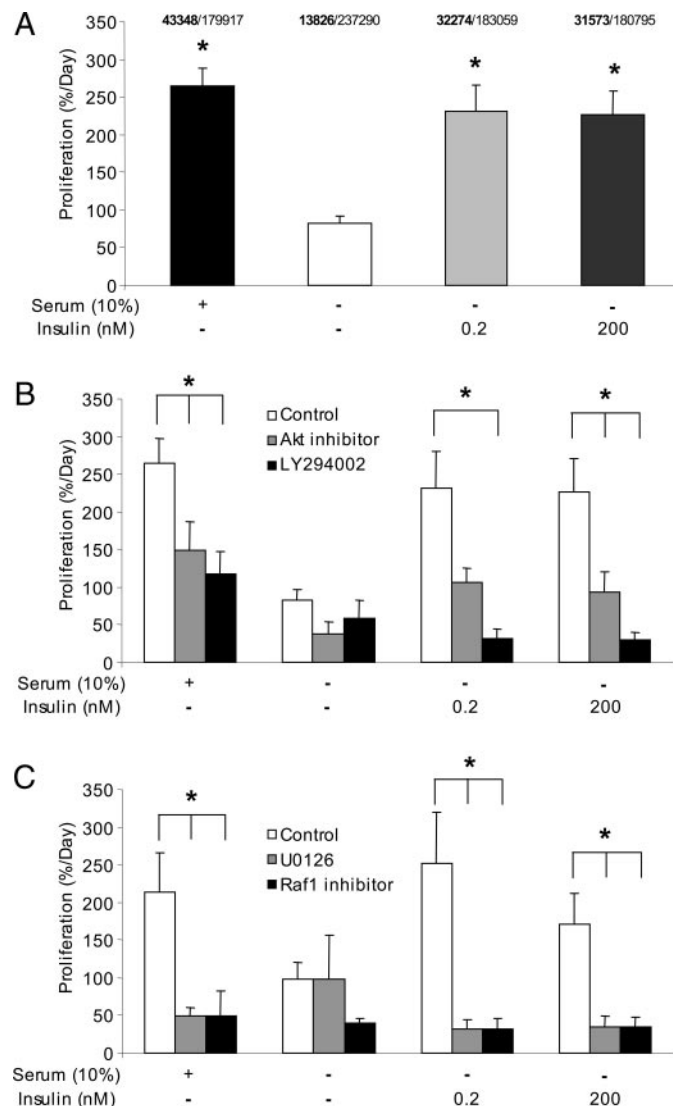 A
43348/179917 13826/237290 32274/183059 31573/180795
350
300
250
200
150
100
50
0
Proliferation (%/Day)
* * *
Serum (10%) + - - -
Insulin (nM) - - 0.2 200
B
350
300
250
200
150
100
50
0
Proliferation (%/Day)
* * *
Control
Akt inhibitor
LY294002
Serum (10%) + - - -
Insulin (nM) - - 0.2 200
C
350
300
250
200
150
100
50
0
Proliferation (%/Day)
* * *
Control
U0126
Raf1 inhibitor
Serum (10%) + - - -
Insulin (nM) - - 0.2 200